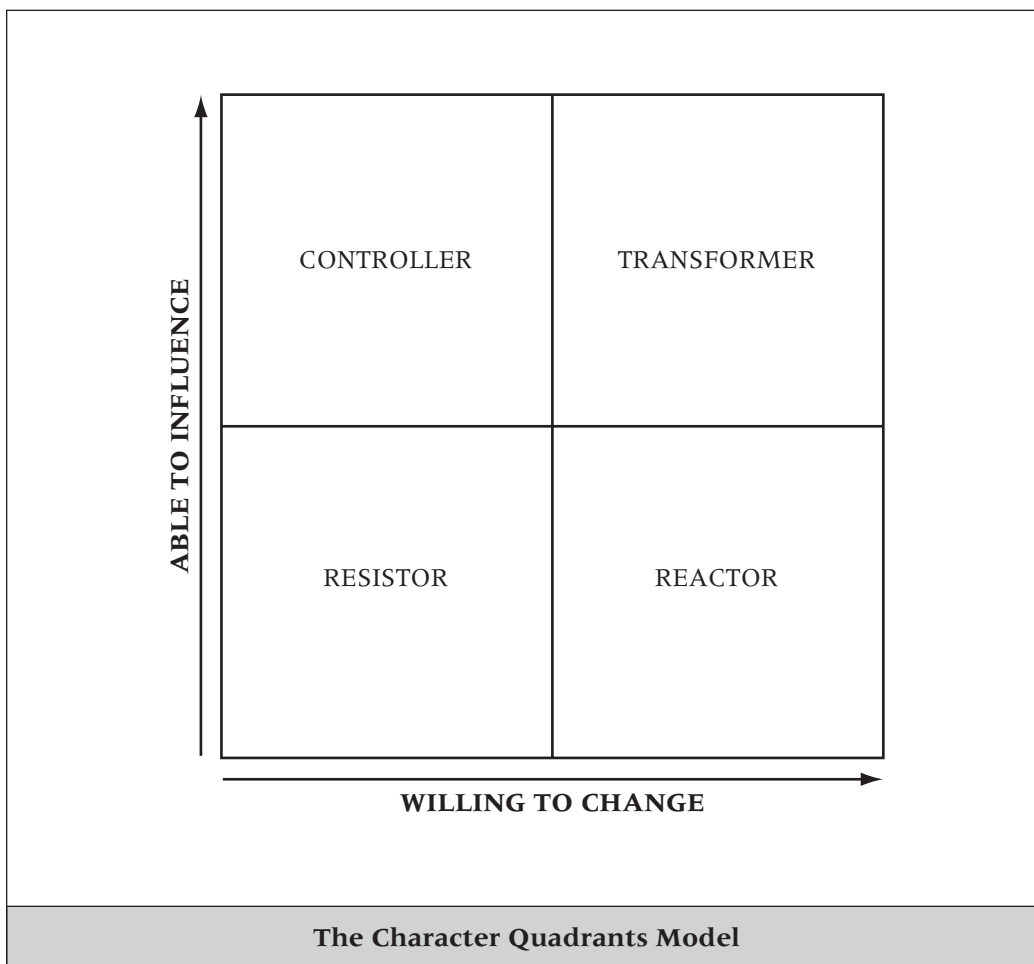 ABLE TO INFLUENCE
CONTROLLER
TRANSFORMER
RESISTOR
REACTOR
WILLING TO CHANGE
The Character Quadrants Model